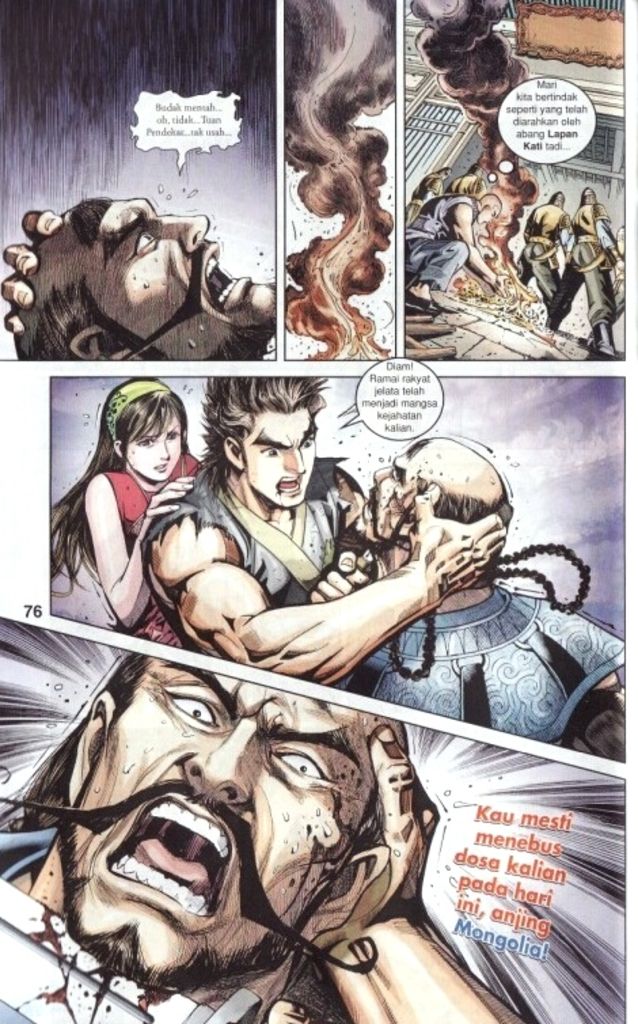 Budak mentah...
oh, tidak...Tuan
Pendekar...tak usah...
Mari
kita bertindak
seperti yang telah
diarahkan oleh
abang Lapan
Kati tadi...
Diam!
Ramai rakyat
jelata telah
menjadi mangsa
kejahatan
kalian.
76
Kau mesti
menebus
dosa kalian
pada hari
ini, anjing
Mongolia!